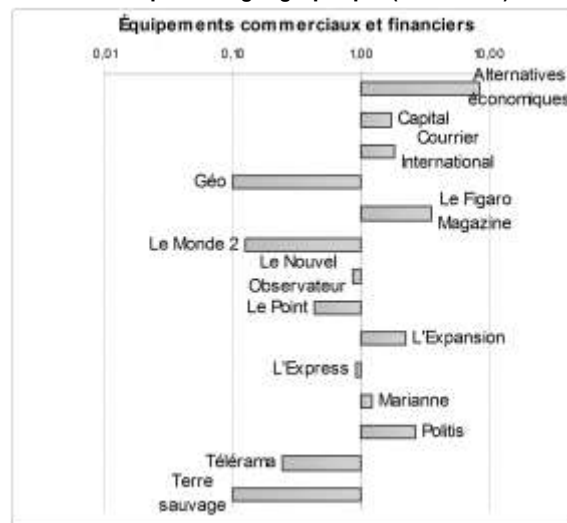 Équipements commerciaux et financiers
0,01 0,10 1,00 10,00
Alternatives
économiques
Capital
Courrier
International
Géo
Le Figaro
Magazine
Le Monde 2
Le Nouvel
Observateur
Le Point
L'Expansion
L'Express
Marianne
Politis
Télérama
Terre
sauvage